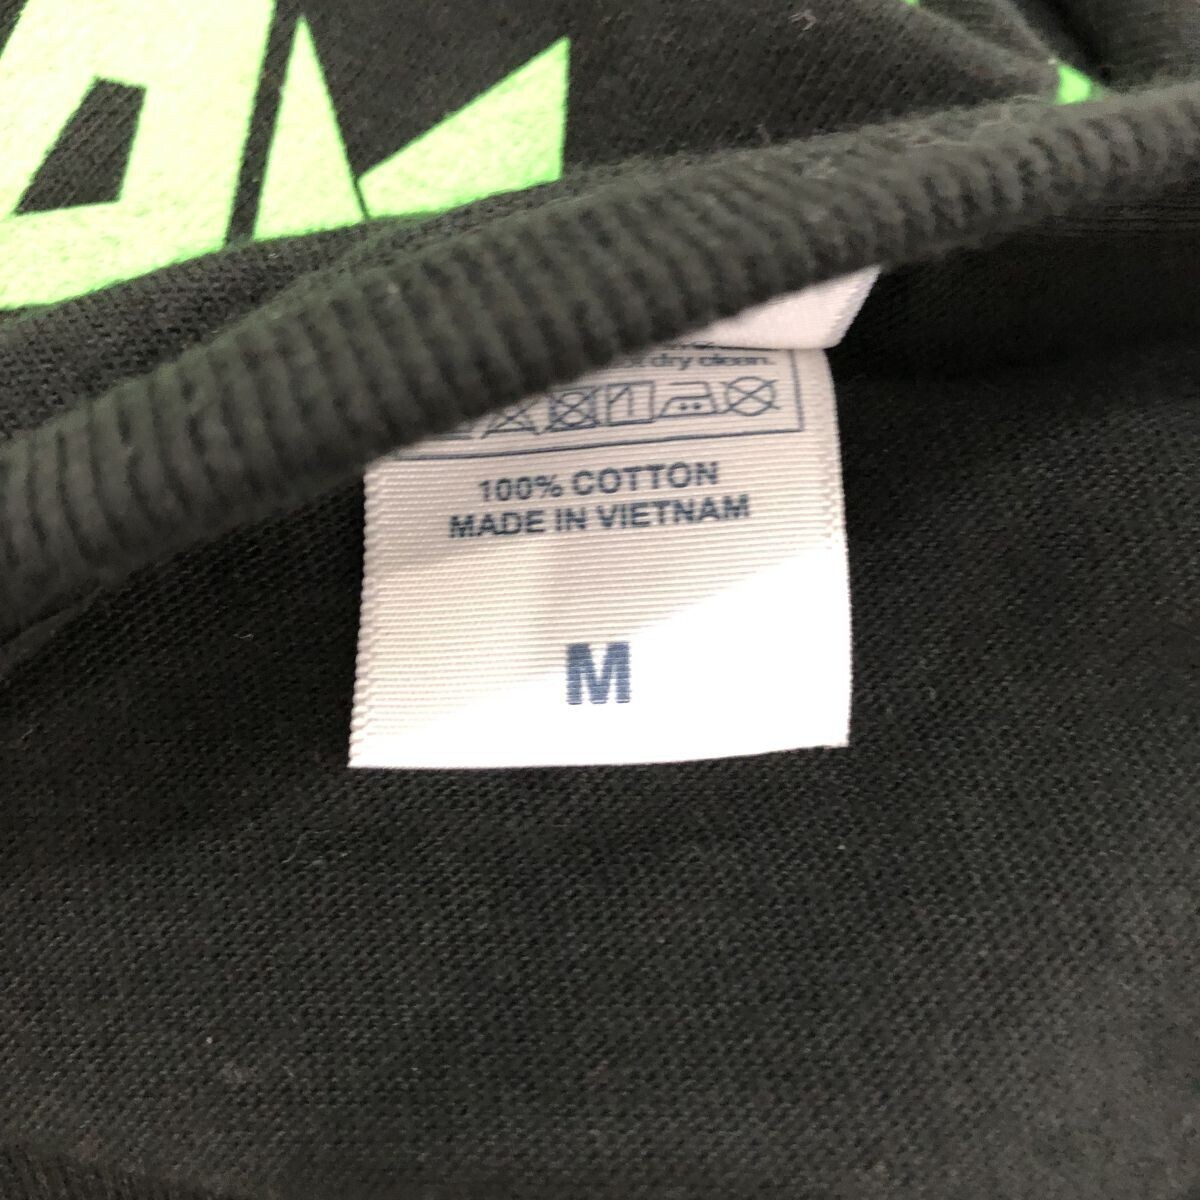 dry clean.
100% COTTON
MADE IN VIETNAM
M